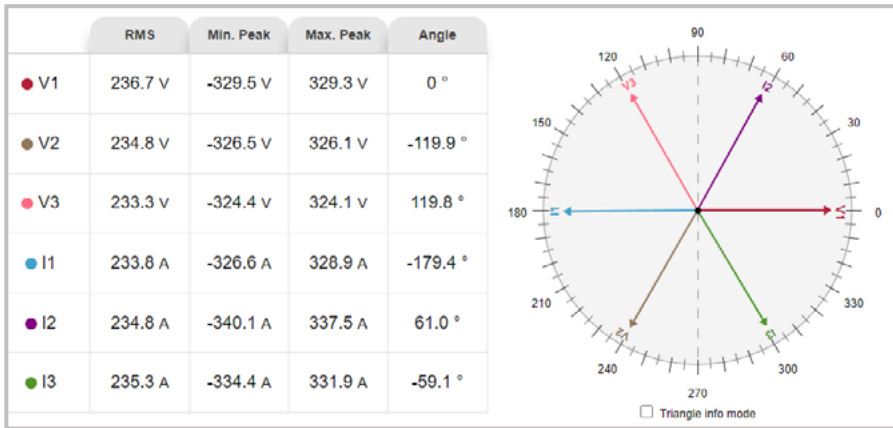 RMS Min. Peak Max. Peak Angle
V1 236.7 V -329.5 V 329.3 V 0 °
V2 234.8 V -326.5 V 326.1 V -119.9 °
V3 233.3 V -324.4 V 324.1 V 119.8 °
I1 233.8 A -326.6 A 328.9 A -179.4 °
I2 234.8 A -340.1 A 337.5 A 61.0 °
I3 235.3 A -334.4 A 331.9 A -59.1 °
90
120 60
V3 I2
150 30
180 I1 V1 0
210 330
V2 I3
240 300
270
Triangle info mode